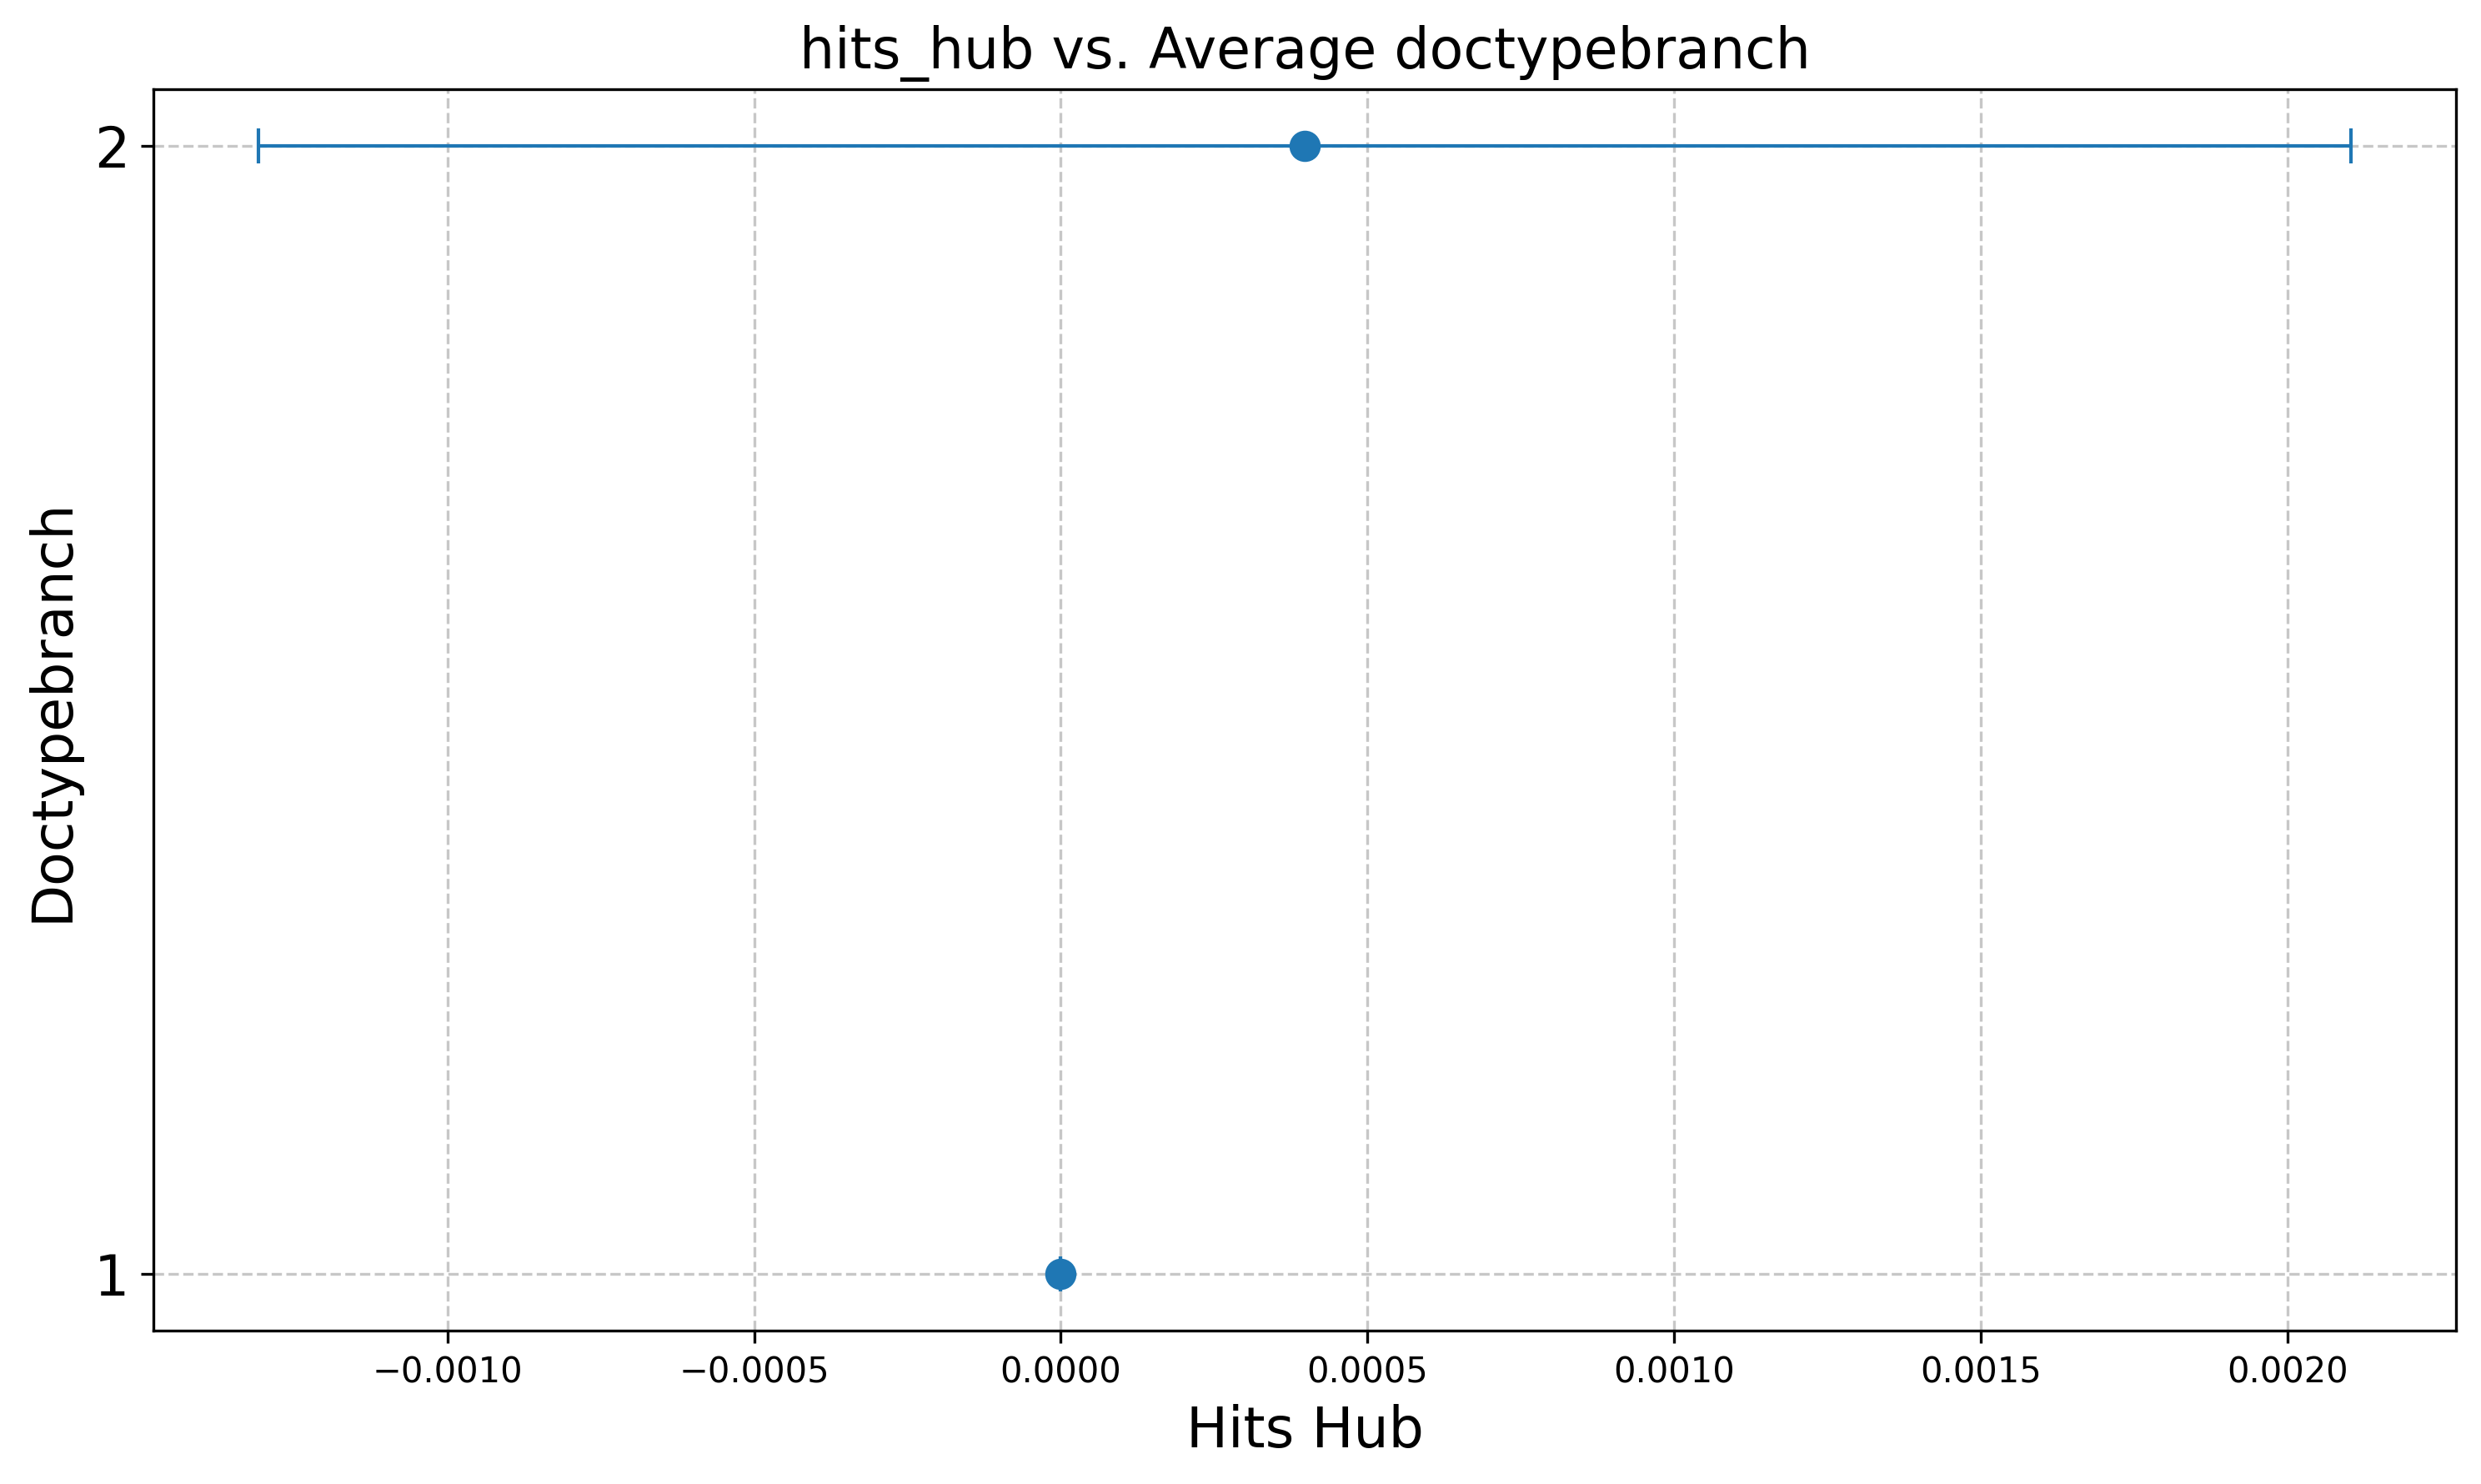 hits_hub vs. Average doctypebranch
Doctypebranch
2
1
−0.0010 −0.0005 0.0000 0.0005 0.0010 0.0015 0.0020
Hits Hub